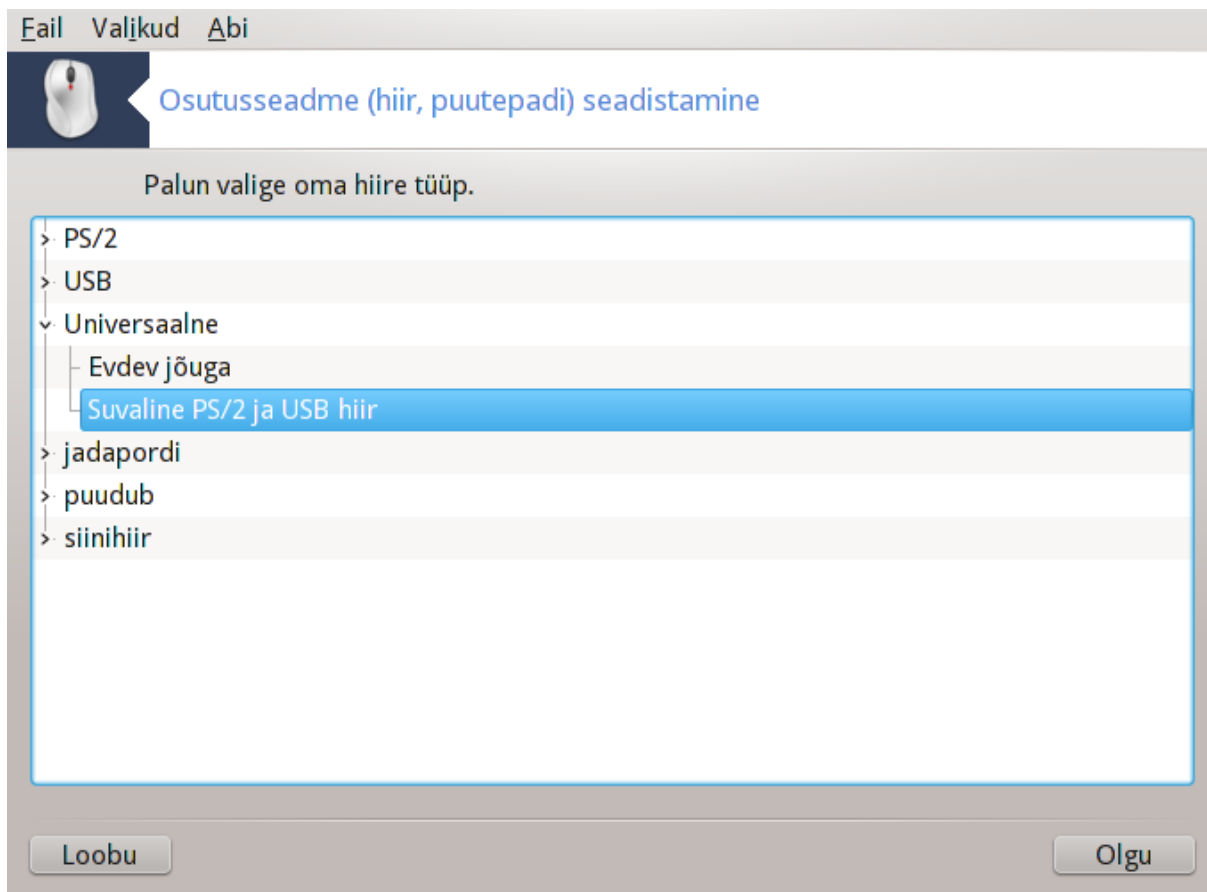 Fail Valikud Abi
Osutusseadme (hiir, puutepadi) seadistamine
Palun valige oma hiire tüüp.
PS/2
USB
Universaalne
Evdev jõuga
Suvaline PS/2 ja USB hiir
jadapordi
puudub
siinihiir
Loobu Olgu